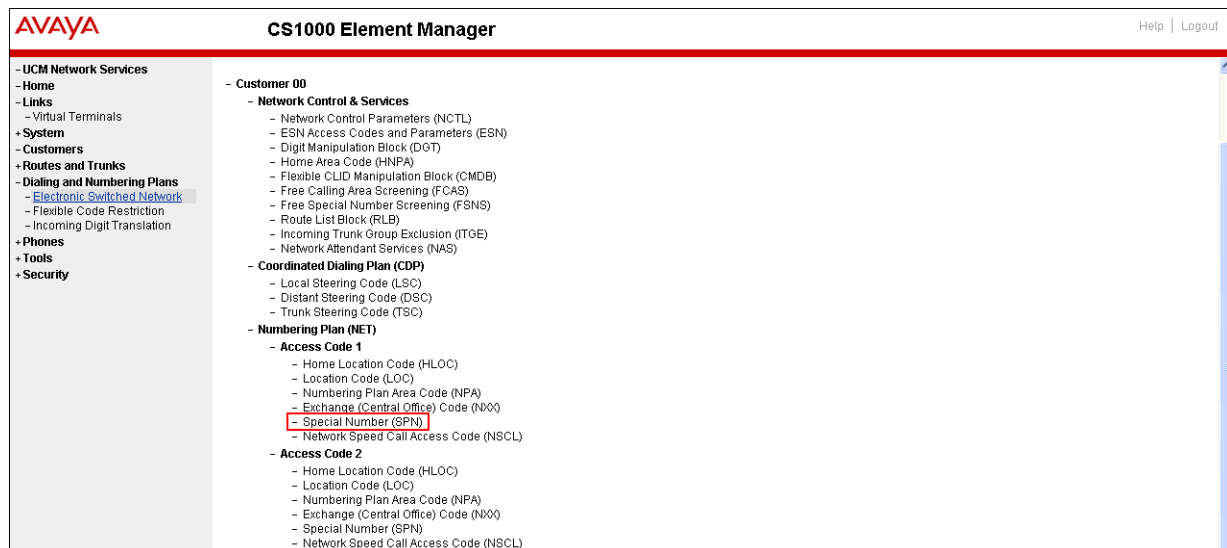 AVAYA
CS1000 Element Manager
Help | Logout
- UCM Network Services
- Home
- Links
- Virtual Terminals
+ System
- Customers
+ Routes and Trunks
- Dialing and Numbering Plans
- Electronic Switched Network
- Flexible Code Restriction
- Incoming Digit Translation
+ Phones
+ Tools
+ Security
- Customer 00
- Network Control & Services
- Network Control Parameters (NCTL)
- ESN Access Codes and Parameters (ESN)
- Digit Manipulation Block (DGT)
- Home Area Code (HNPA)
- Flexible CLID Manipulation Block (CMDB)
- Free Calling Area Screening (FCAS)
- Free Special Number Screening (FSNS)
- Route List Block (RLB)
- Incoming Trunk Group Exclusion (ITGE)
- Network Attendant Services (NAS)
- Coordinated Dialing Plan (CDP)
- Local Steering Code (LSC)
- Distant Steering Code (DSC)
- Trunk Steering Code (TSC)
- Numbering Plan (NET)
- Access Code 1
- Home Location Code (HLOC)
- Location Code (LOC)
- Numbering Plan Area Code (NPA)
- Exchange (Central Office) Code (NXX)
- Special Number (SPN)
- Network Speed Call Access Code (NSCL)
- Access Code 2
- Home Location Code (HLOC)
- Location Code (LOC)
- Numbering Plan Area Code (NPA)
- Exchange (Central Office) Code (NXX)
- Special Number (SPN)
- Network Speed Call Access Code (NSCL)